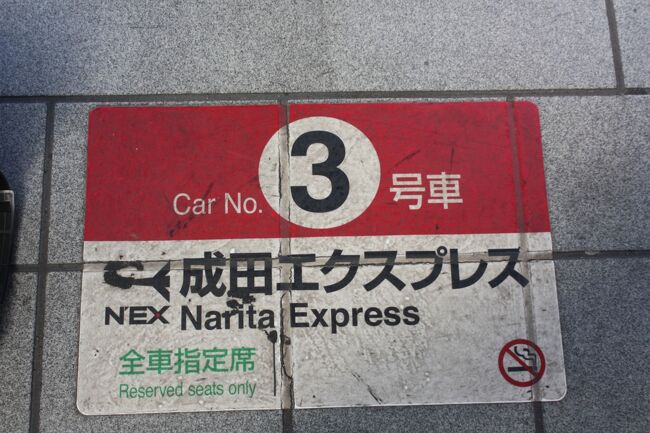 Car No. 3 号車
成田エクスプレス
NEX Narita Express
全車指定席
Reserved seats only